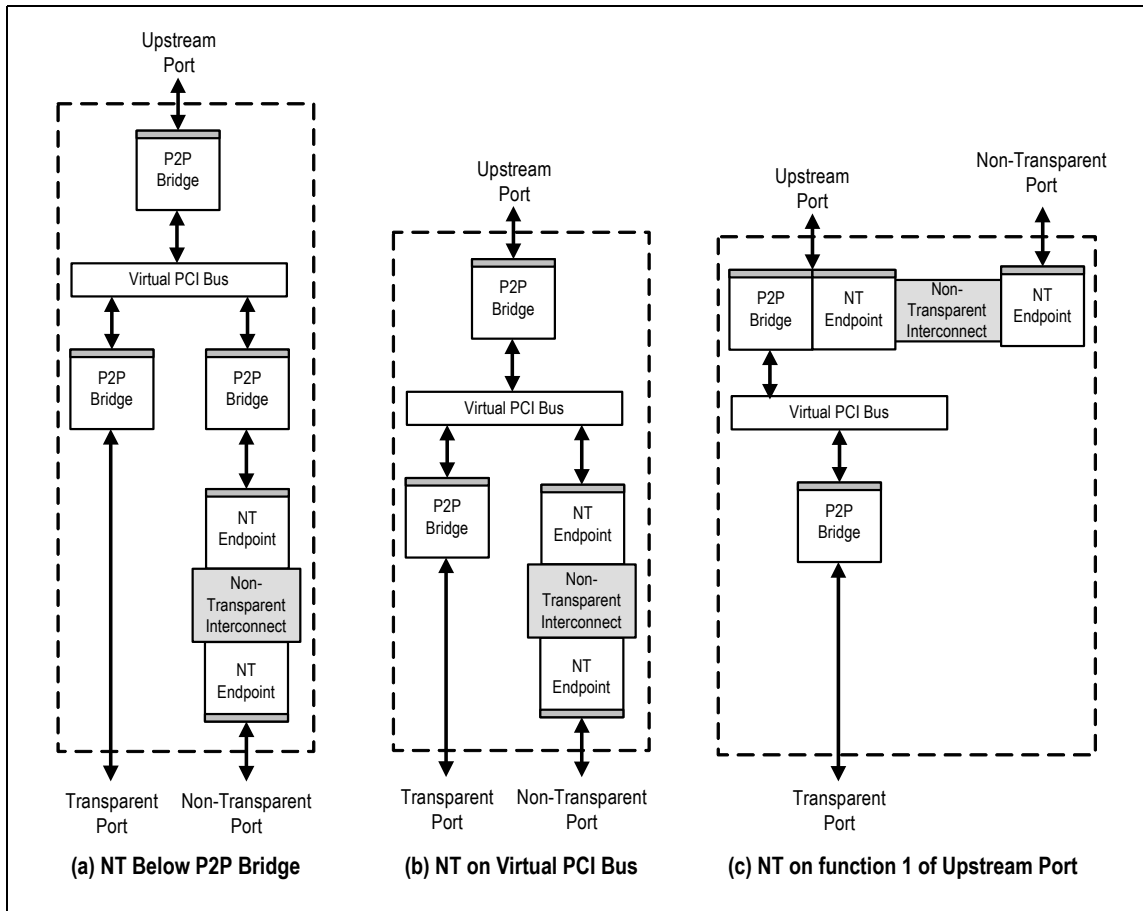 Upstream
Port
P2P
Bridge
Virtual PCI Bus
P2P
Bridge
P2P
Bridge
NT
Endpoint
Non-
Transparent
Interconnect
NT
Endpoint
Transparent
Port
Non-Transparent
Port
(a) NT Below P2P Bridge
Upstream
Port
P2P
Bridge
Virtual PCI Bus
P2P
Bridge
NT
Endpoint
Non-
Transparent
Interconnect
NT
Endpoint
Transparent
Port
Non-Transparent
Port
(b) NT on Virtual PCI Bus
Upstream
Port
Non-Transparent
Port
P2P
Bridge
NT
Endpoint
Non-
Transparent
Interconnect
NT
Endpoint
Virtual PCI Bus
P2P
Bridge
Transparent
Port
(c) NT on function 1 of Upstream Port